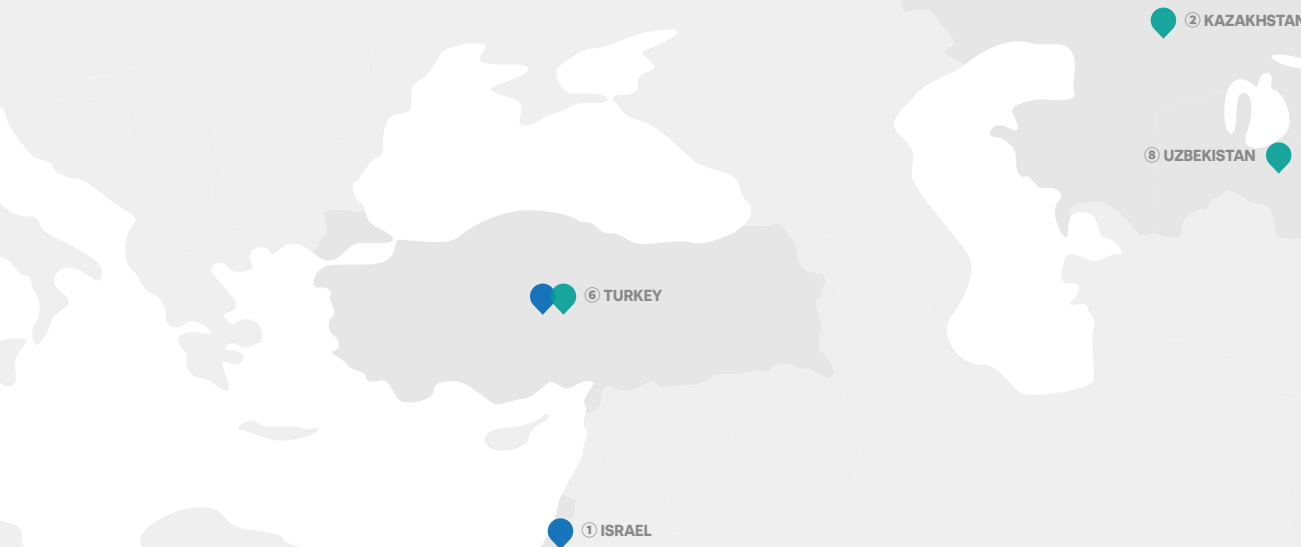 ② KAZAKHSTAN
⑧ UZBEKISTAN
⑥ TURKEY
① ISRAEL